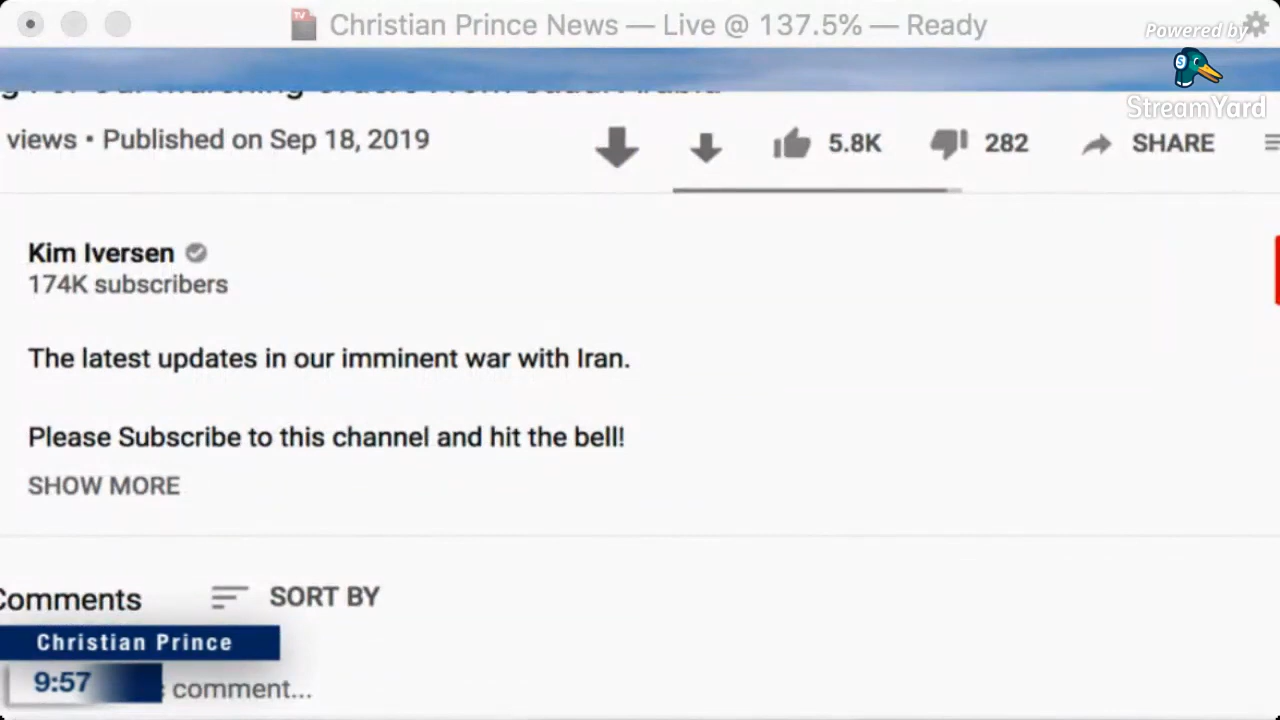 Christian Prince News — Live @ 137.5% — Ready
Powered by
StreamYard
views • Published on Sep 18, 2019
5.8K
282
SHARE
Kim Iversen
174K subscribers
The latest updates in our imminent war with Iran.
Please Subscribe to this channel and hit the bell!
SHOW MORE
Comments
SORT BY
Christian Prince
9:57
comment...